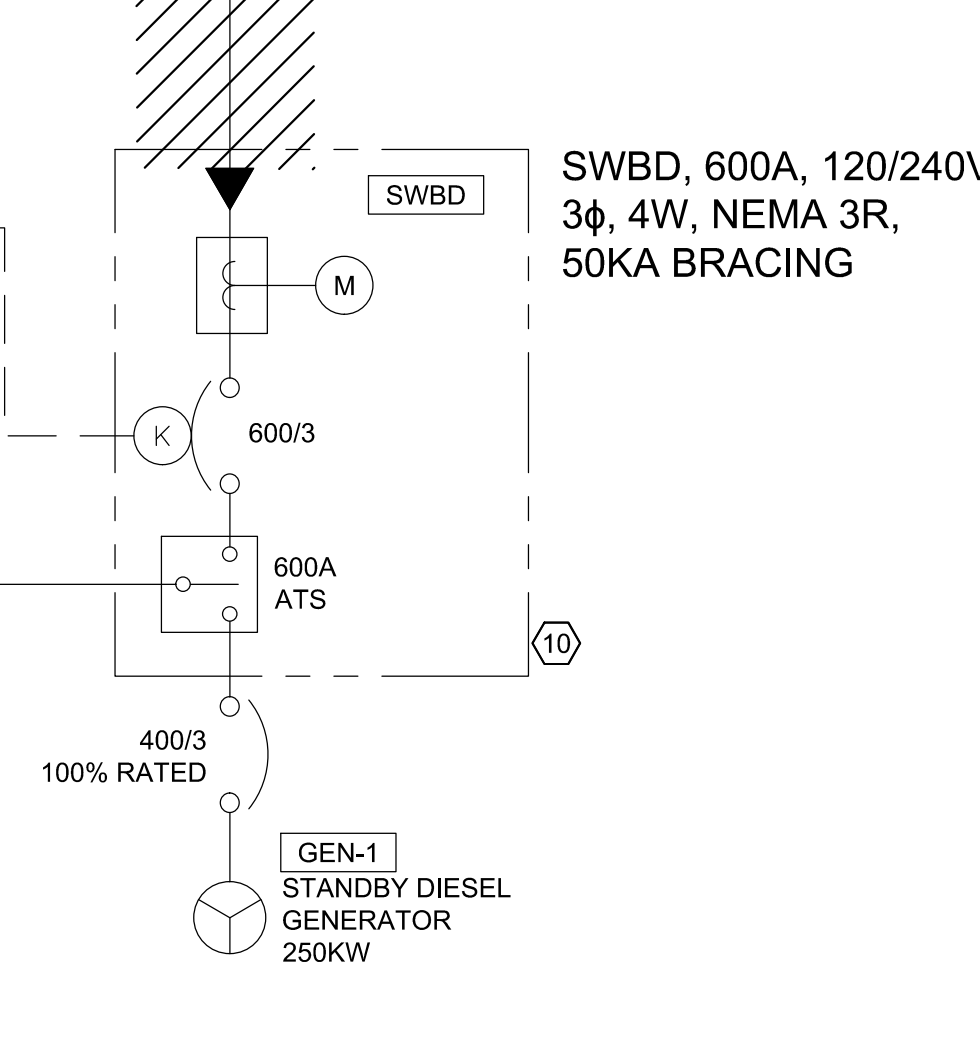 SWBD
SWBD, 600A, 120/240V
3ϕ, 4W, NEMA 3R,
50KA BRACING
M
K
600/3
600A
ATS
10
400/3
100% RATED
GEN-1
STANDBY DIESEL
GENERATOR
250KW